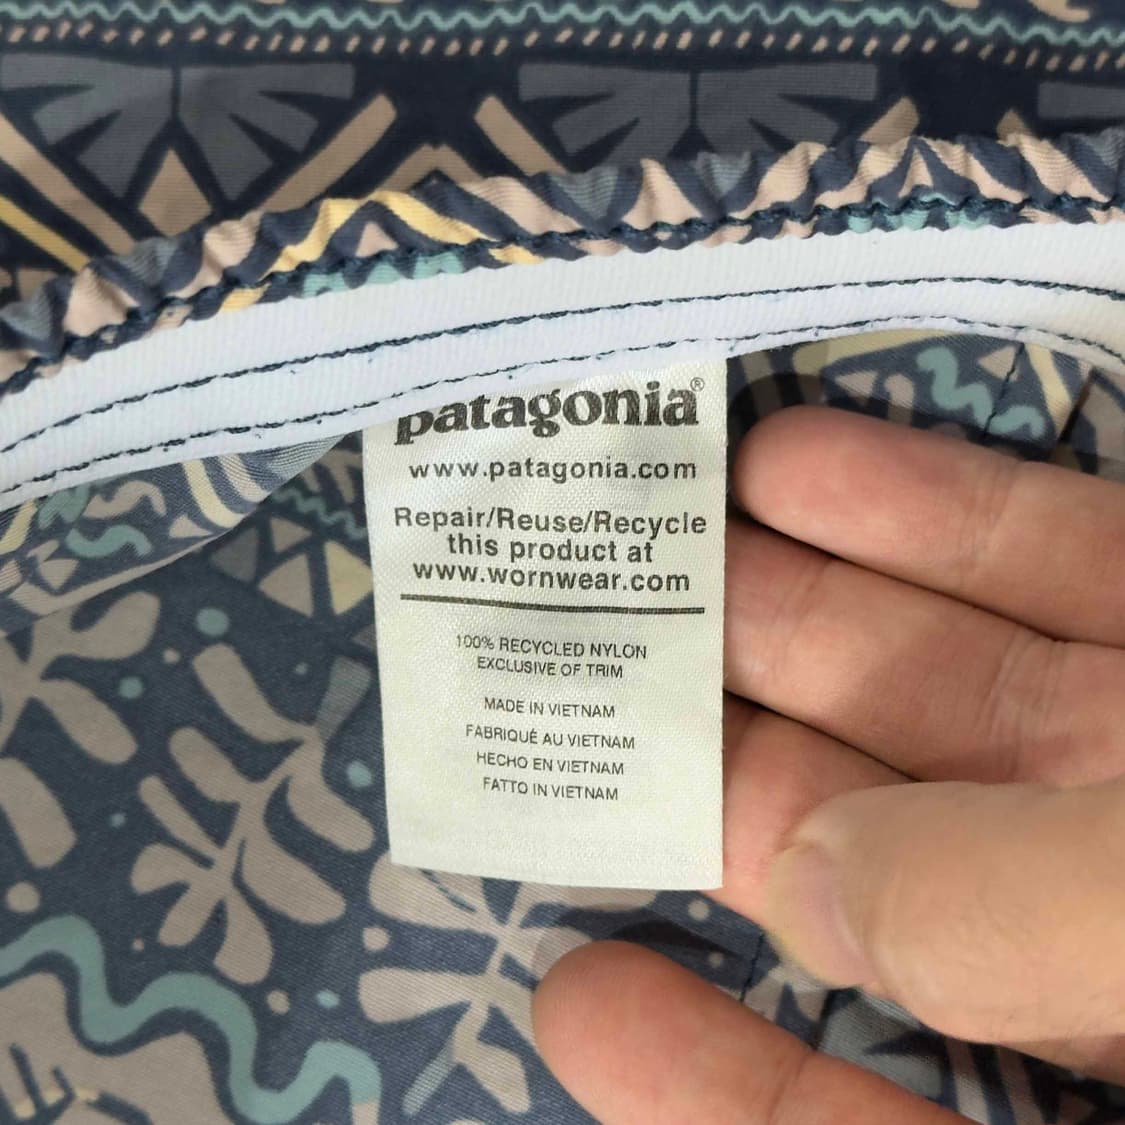 patagonia®
www.patagonia.com
Repair/Reuse/Recycle
this product at
www.wornwear.com
100% RECYCLED NYLON
EXCLUSIVE OF TRIM
MADE IN VIETNAM
FABRIQUÉ AU VIETNAM
HECHO EN VIETNAM
FATTO IN VIETNAM